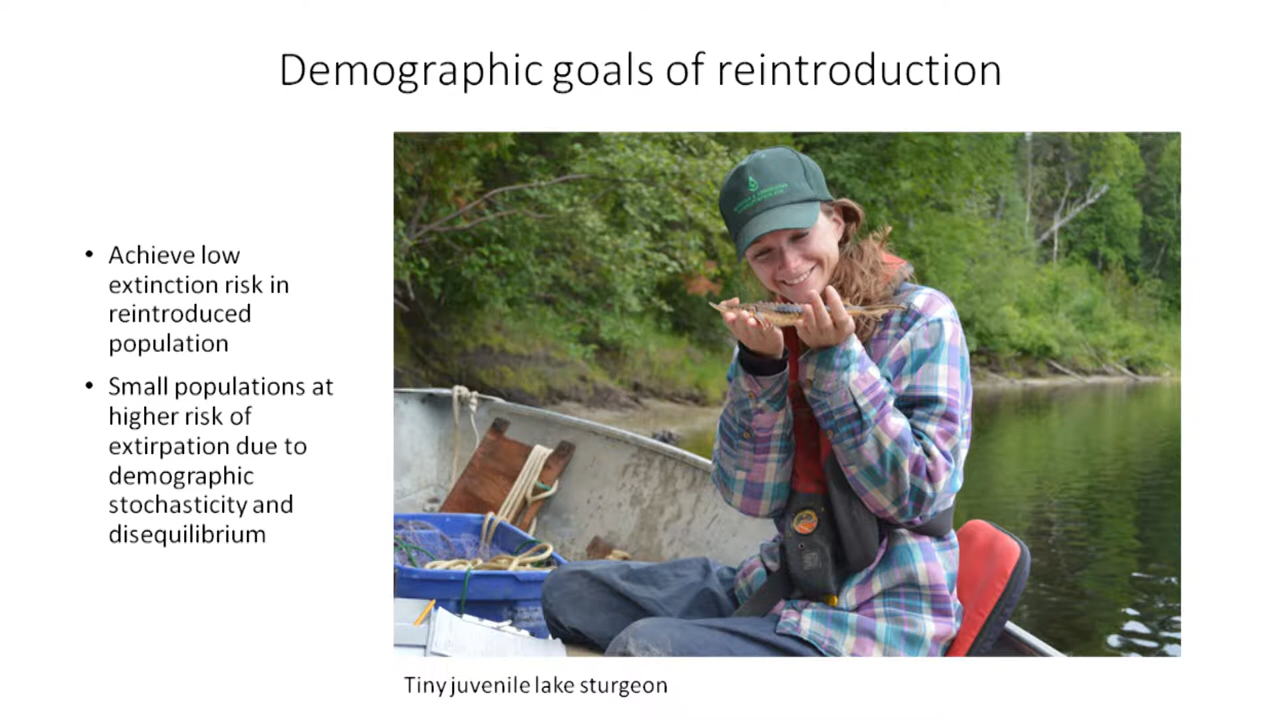 Demographic goals of reintroduction
• Achieve low
extinction risk in
reintroduced
population
• Small populations at
higher risk of
extirpation due to
demographic
stochasticity and
disequilibrium
Tiny juvenile lake sturgeon